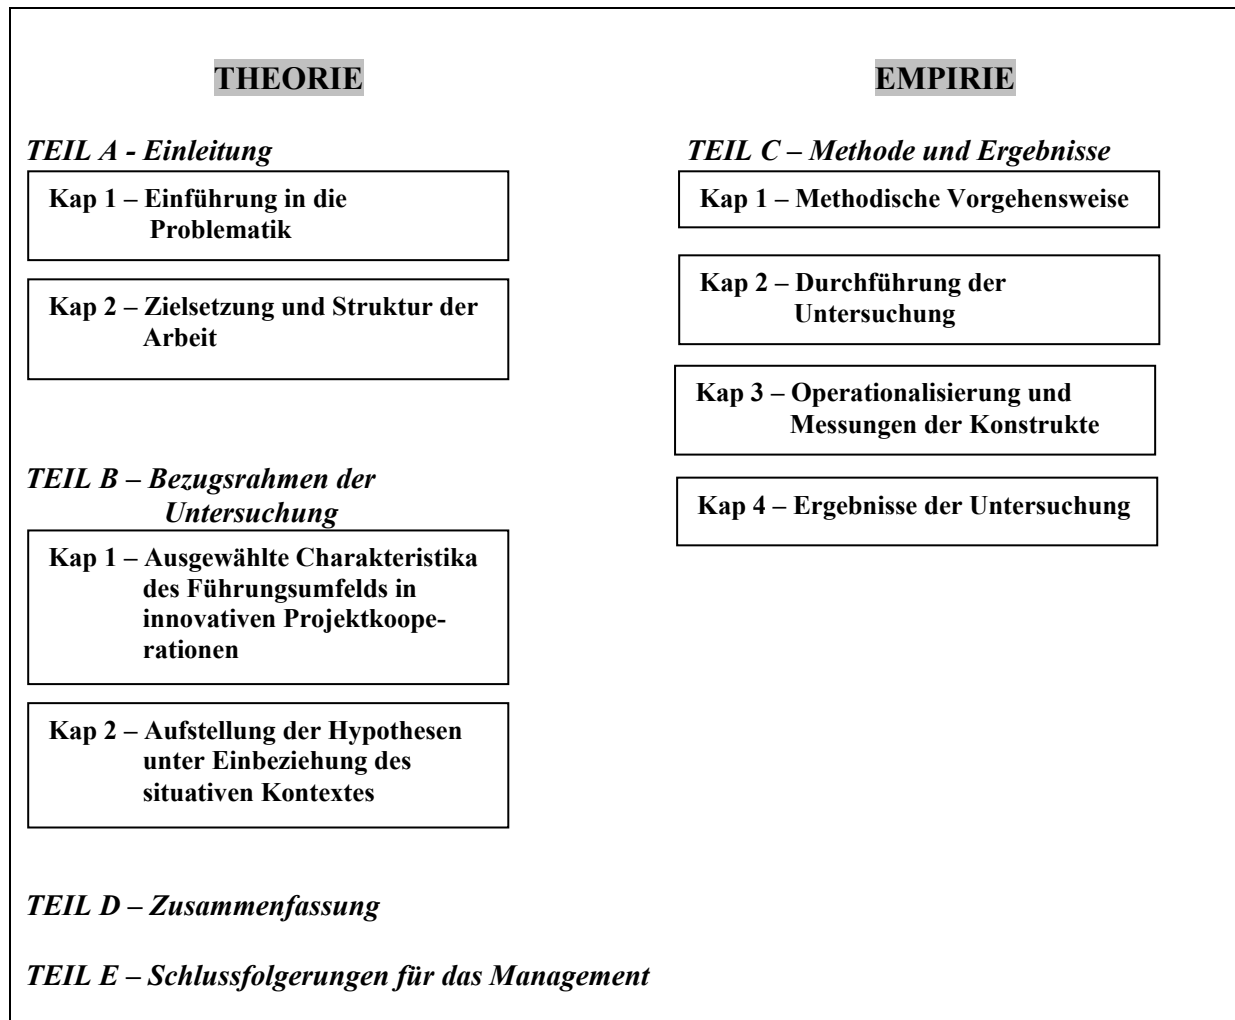 THEORIE
TEIL A - Einleitung
Kap 1 – Einführung in die
Problematik
Kap 2 – Zielsetzung und Struktur der
Arbeit
TEIL B – Bezugsrahmen der
Untersuchung
Kap 1 – Ausgewählte Charakteristika
des Führungsumfelds in
innovativen Projektkoope-
rationen
Kap 2 – Aufstellung der Hypothesen
unter Einbeziehung des
situativen Kontextes
EMPIRIE
TEIL C – Methode und Ergebnisse
Kap 1 – Methodische Vorgehensweise
Kap 2 – Durchführung der
Untersuchung
Kap 3 – Operationalisierung und
Messungen der Konstrukte
Kap 4 – Ergebnisse der Untersuchung
TEIL D – Zusammenfassung
TEIL E – Schlussfolgerungen für das Management